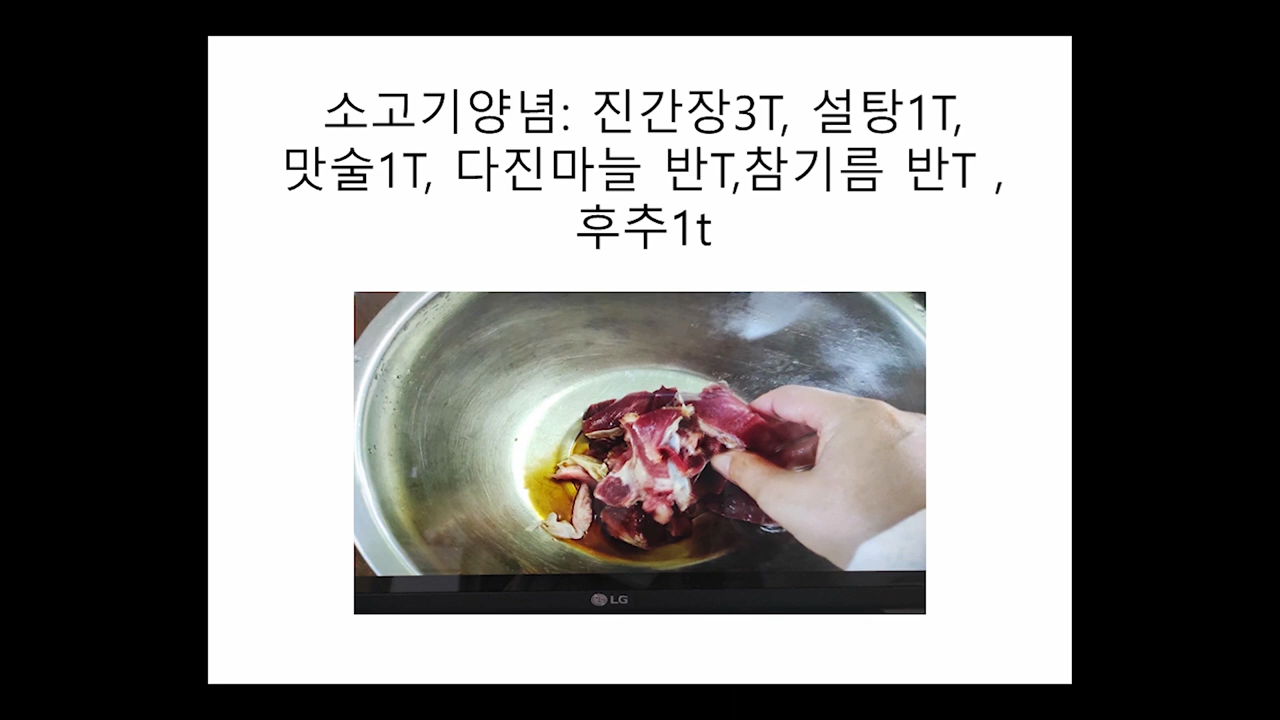 소고기양념: 진간장3T, 설탕1T,
맛술1T, 다진마늘 반T,참기름 반T ,
후추1t
LG